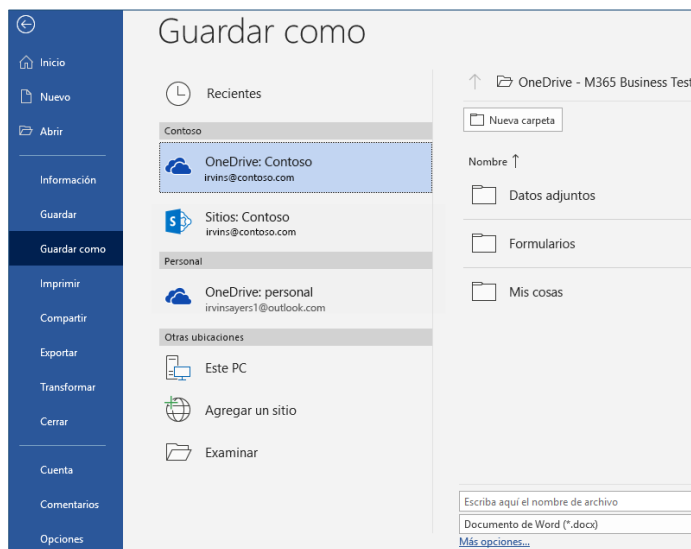 Guardar como
Inicio
Nuevo
Abrir
Información
Guardar
Guardar como
Imprimir
Compartir
Exportar
Transformar
Cerrar
Cuenta
Comentarios
Opciones
Recientes
Contoso
OneDrive: Contoso
irvins@contoso.com
Sitios: Contoso
irvins@contoso.com
Personal
OneDrive: personal
irvinsayers1@outlook.com
Otras ubicaciones
Este PC
Agregar un sitio
Examinar
OneDrive - M365 Business Test
Nueva carpeta
Nombre ↑
Datos adjuntos
Formularios
Mis cosas
Escriba aquí el nombre de archivo
Documento de Word (*.docx)
Más opciones...